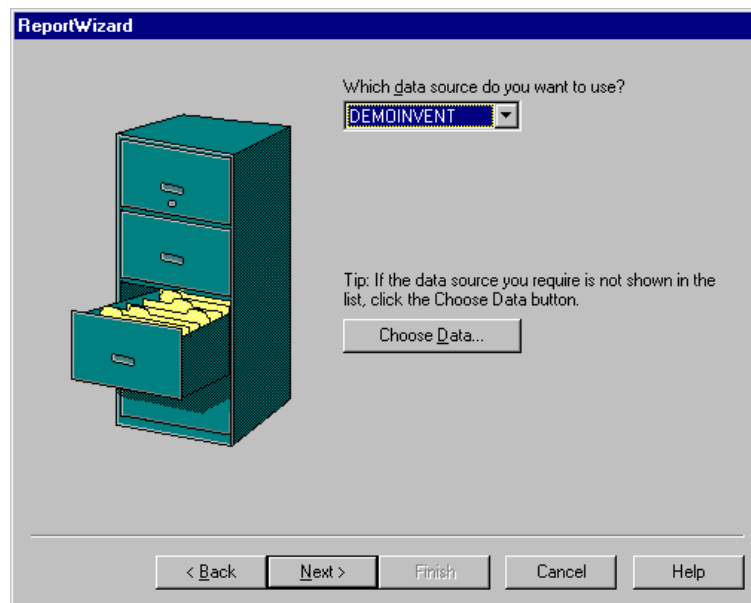 ReportWizard
Which data source do you want to use?
DEMOINVENT
Tip: If the data source you require is not shown in the
list, click the Choose Data button.
Choose Data...
< Back
Next >
Finish
Cancel
Help